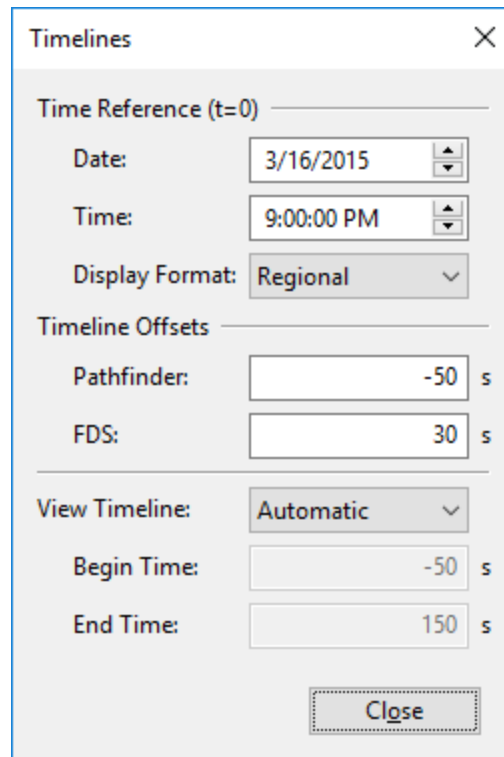 Timelines
Time Reference (t=0)
Date: 3/16/2015
Time: 9:00:00 PM
Display Format: Regional
Timeline Offsets
Pathfinder: -50 s
FDS: 30 s
View Timeline: Automatic
Begin Time: -50 s
End Time: 150 s
Close